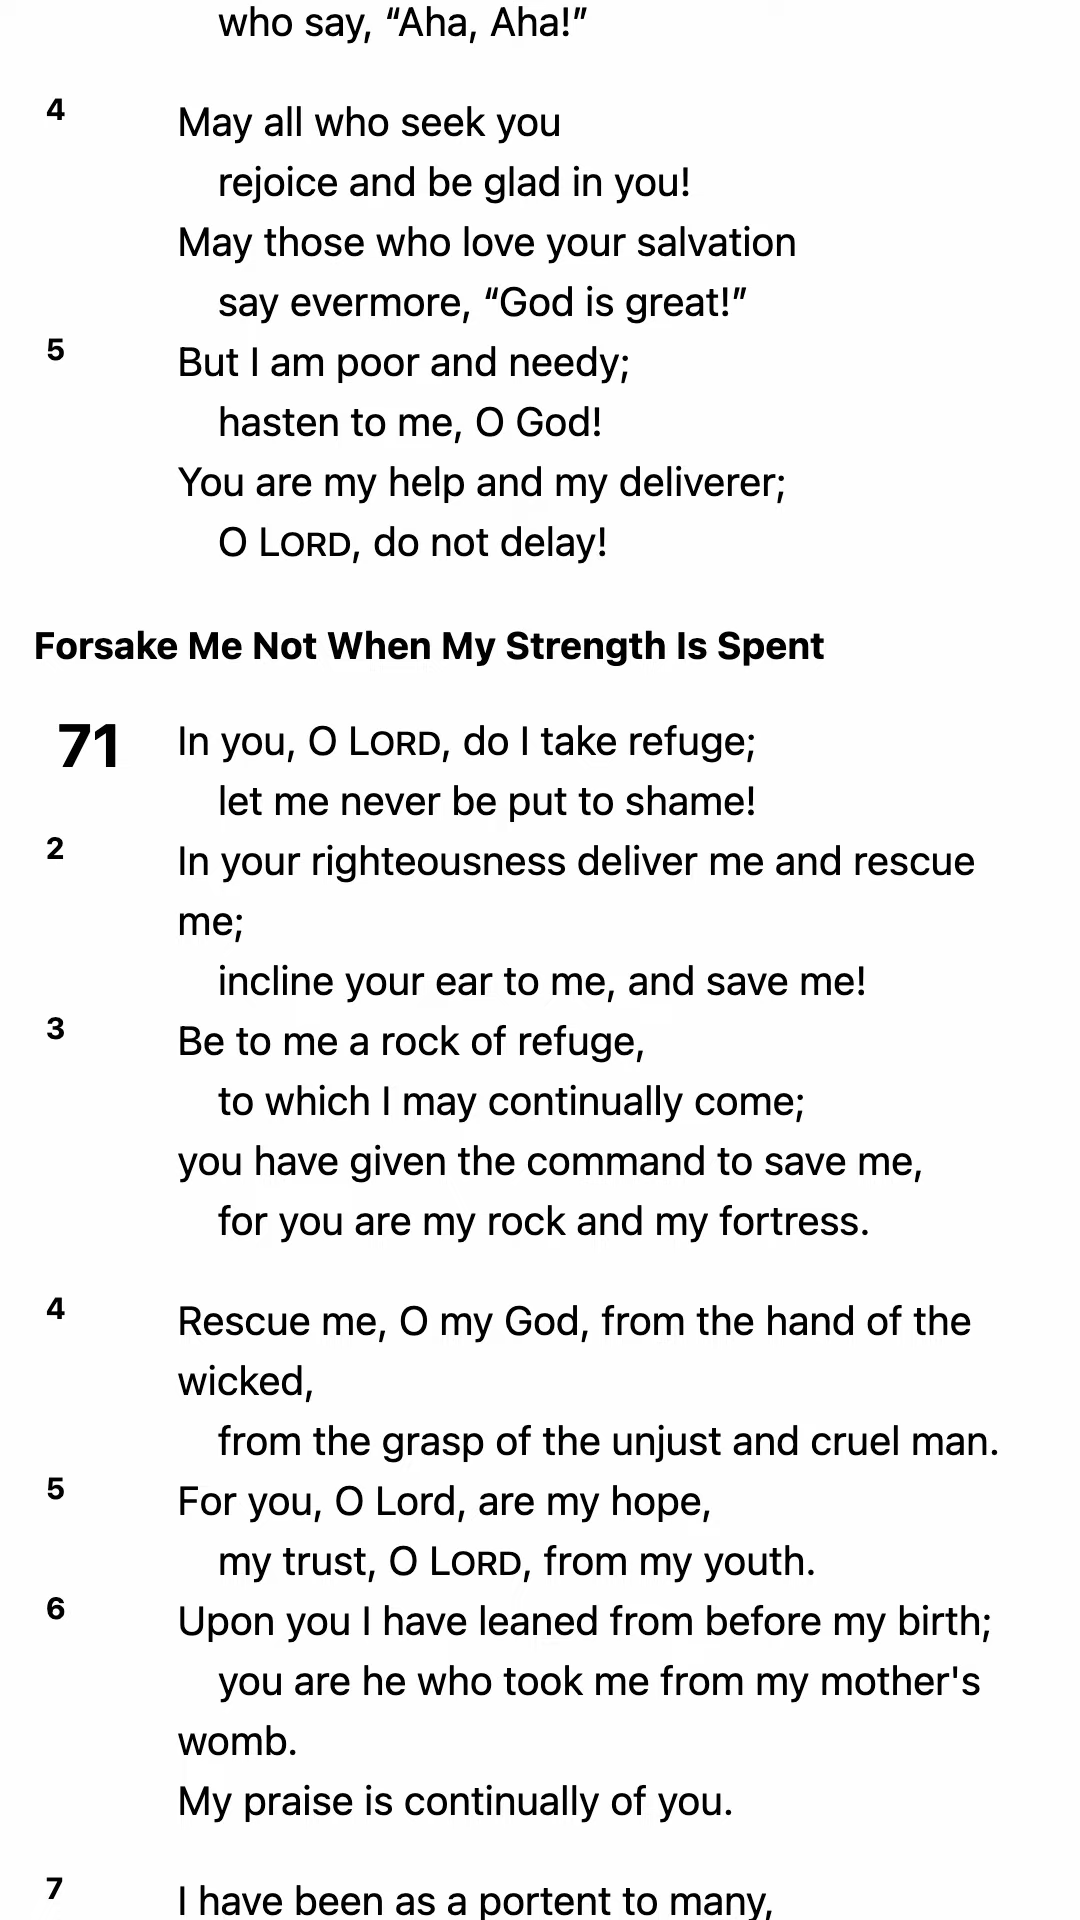 who say, “Aha, Aha!”
4 May all who seek you
rejoice and be glad in you!
May those who love your salvation
say evermore, “God is great!”
5 But I am poor and needy;
hasten to me, O God!
You are my help and my deliverer;
O LORD, do not delay!
Forsake Me Not When My Strength Is Spent
71 In you, O LORD, do I take refuge;
let me never be put to shame!
2 In your righteousness deliver me and rescue
me;
incline your ear to me, and save me!
3 Be to me a rock of refuge,
to which I may continually come;
you have given the command to save me,
for you are my rock and my fortress.
4 Rescue me, O my God, from the hand of the
wicked,
from the grasp of the unjust and cruel man.
5 For you, O Lord, are my hope,
my trust, O LORD, from my youth.
6 Upon you I have leaned from before my birth;
you are he who took me from my mother's
womb.
My praise is continually of you.
7 I have been as a portent to many,